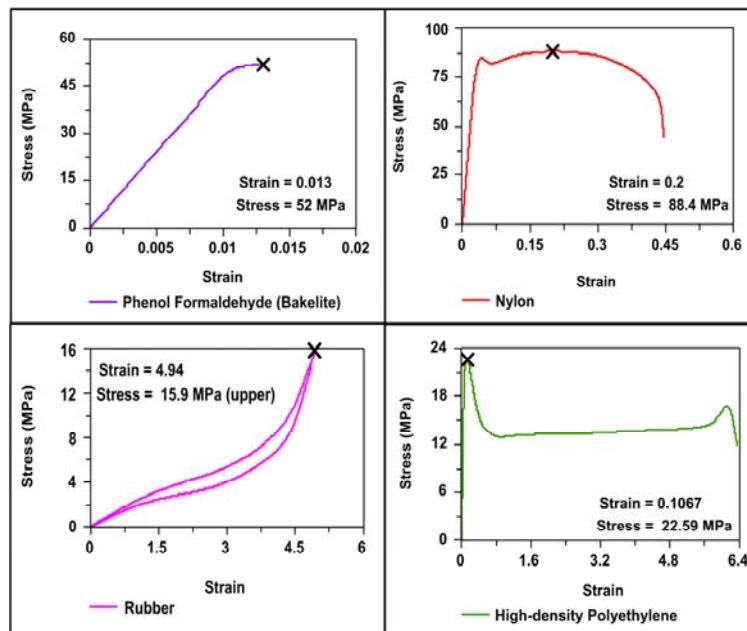 60
45
30
15
0
Stress (MPa)
Strain = 0.013
Stress = 52 MPa
0 0.005 0.01 0.015 0.02
Strain
Phenol Formaldehyde (Bakelite)
100
75
50
25
0
Stress (MPa)
Strain = 0.2
Stress = 88.4 MPa
0 0.15 0.3 0.45 0.6
Strain
Nylon
16
12
8
4
0
Stress (MPa)
Strain = 4.94
Stress = 15.9 MPa (upper)
0 1.5 3 4.5 6
Strain
Rubber
24
18
12
6
0
Stress (MPa)
Strain = 0.1067
Stress = 22.59 MPa
0 1.6 3.2 4.8 6.4
Strain
High-density Polyethylene